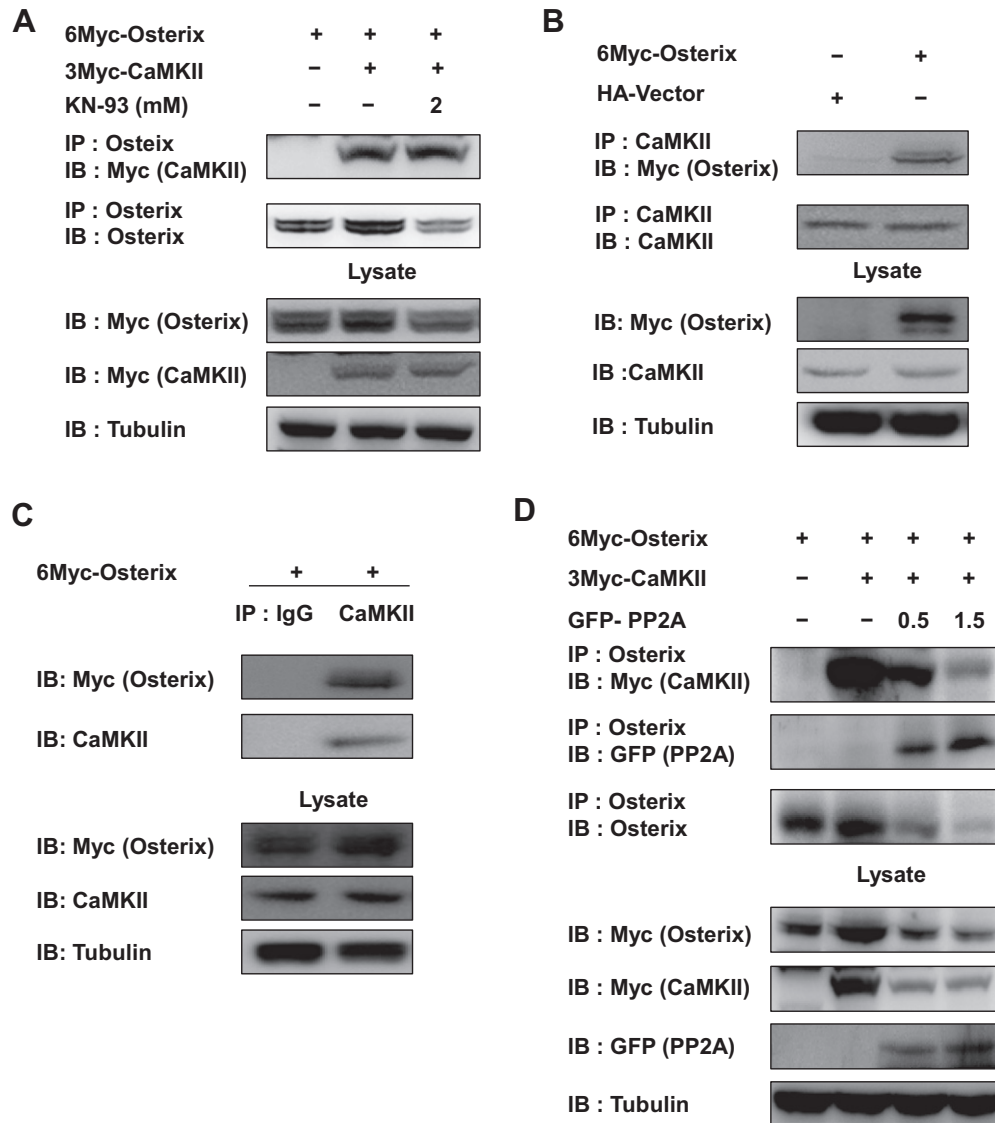 A
6Myc-Osterix + + +
3Myc-CaMKII – + +
KN-93 (mM) – – 2
IP : Osteix
IB : Myc (CaMKII)
IP : Osterix
IB : Osterix
Lysate
IB : Myc (Osterix)
IB : Myc (CaMKII)
IB : Tubulin
B
6Myc-Osterix – +
HA-Vector + –
IP : CaMKII
IB : Myc (Osterix)
IP : CaMKII
IB : CaMKII
Lysate
IB: Myc (Osterix)
IB :CaMKII
IB : Tubulin
C
6Myc-Osterix + +
IP : IgG CaMKII
IB: Myc (Osterix)
IB: CaMKII
Lysate
IB: Myc (Osterix)
IB: CaMKII
IB: Tubulin
D
6Myc-Osterix + + + +
3Myc-CaMKII – + + +
GFP- PP2A – – 0.5 1.5
IP : Osterix
IB : Myc (CaMKII)
IP : Osterix
IB : GFP (PP2A)
IP : Osterix
IB : Osterix
Lysate
IB : Myc (Osterix)
IB : Myc (CaMKII)
IB : GFP (PP2A)
IB : Tubulin